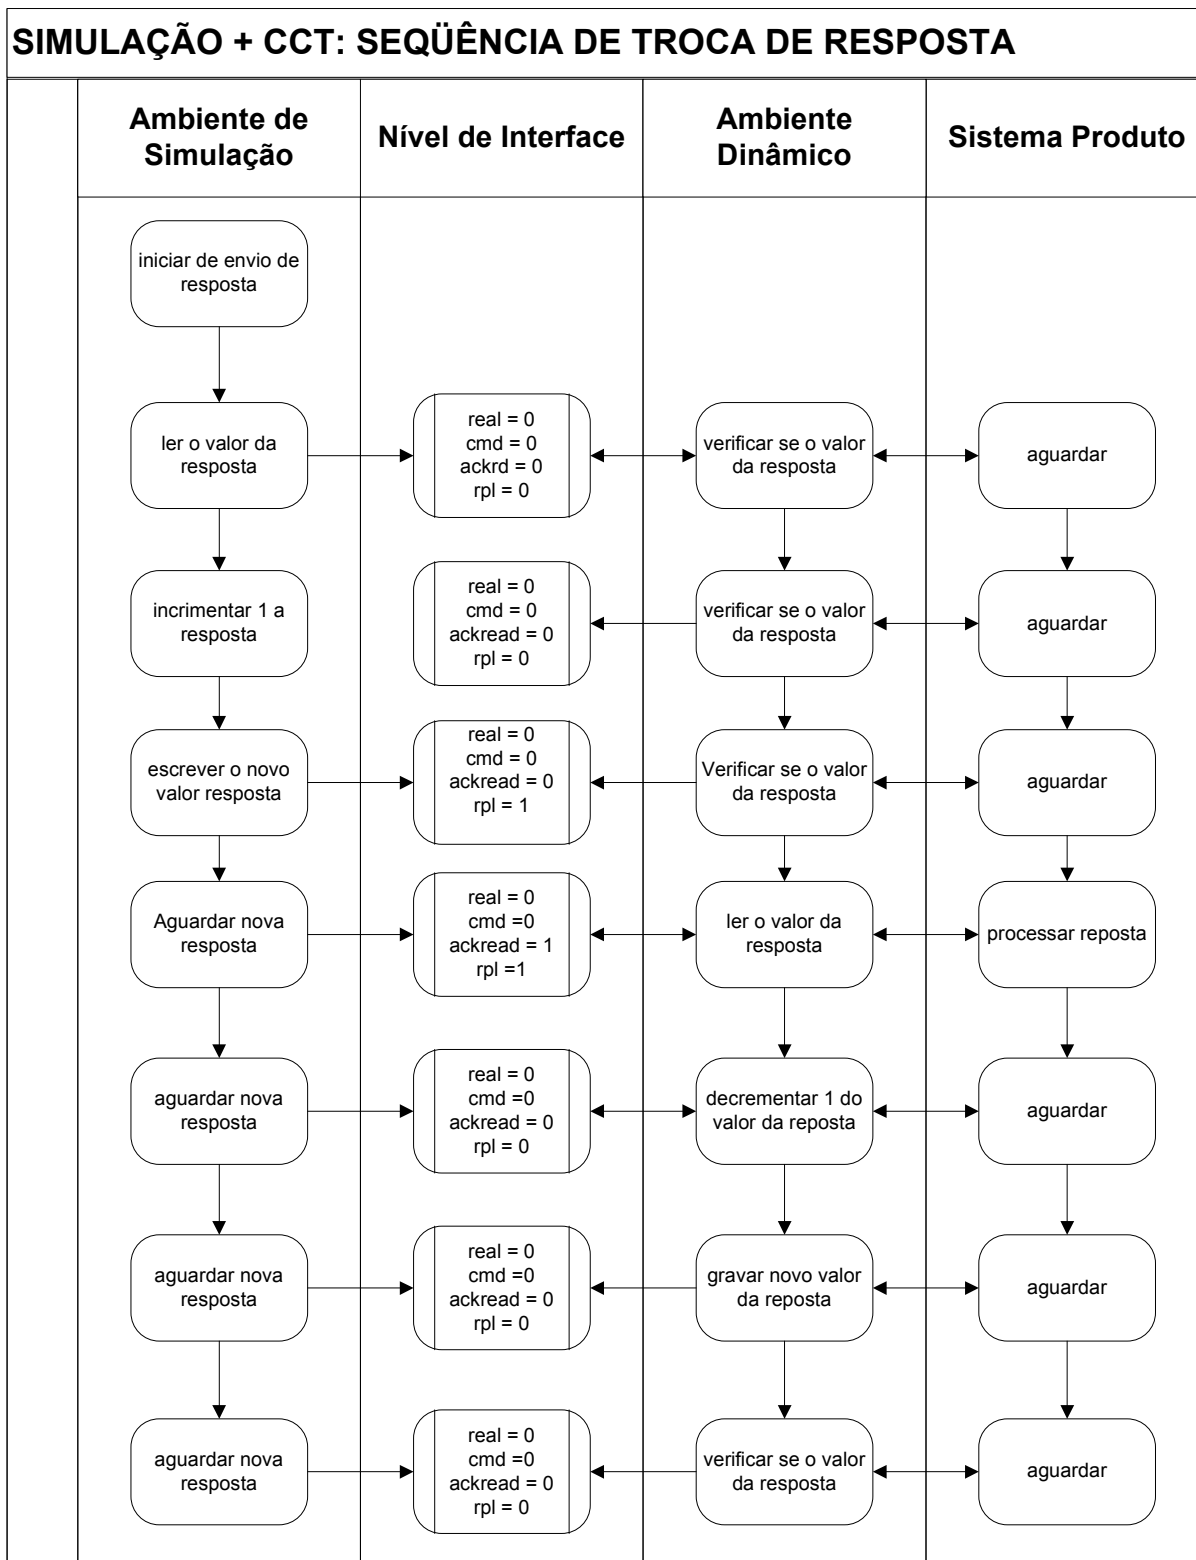 SIMULAÇÃO + CCT: SEQÜÊNCIA DE TROCA DE RESPOSTA
Ambiente de
Simulação
Nível de Interface
Ambiente
Dinâmico
Sistema Produto
iniciar de envio de
resposta
ler o valor da
resposta
real = 0
cmd = 0
ackrd = 0
rpl = 0
verificar se o valor
da resposta
aguardar
incrimentar 1 a
resposta
real = 0
cmd = 0
ackread = 0
rpl = 0
verificar se o valor
da resposta
aguardar
escrever o novo
valor resposta
real = 0
cmd = 0
ackread = 0
rpl = 1
Verificar se o valor
da resposta
aguardar
Aguardar nova
resposta
real = 0
cmd =0
ackread = 1
rpl =1
ler o valor da
resposta
processar reposta
aguardar nova
resposta
real = 0
cmd =0
ackread = 0
rpl = 0
decrementar 1 do
valor da reposta
aguardar
aguardar nova
resposta
real = 0
cmd =0
ackread = 0
rpl = 0
gravar novo valor
da reposta
aguardar
aguardar nova
resposta
real = 0
cmd =0
ackread = 0
rpl = 0
verificar se o valor
da resposta
aguardar